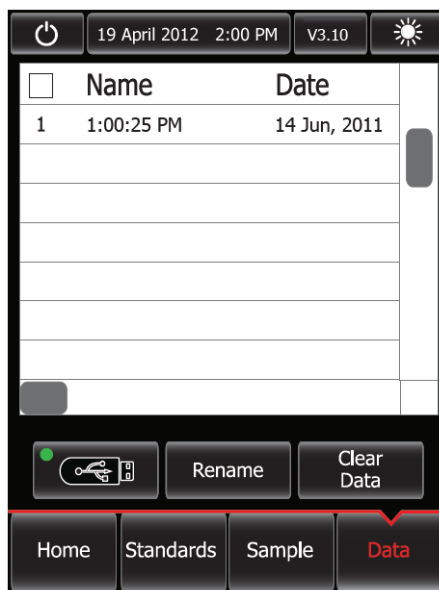 19 April 2012 2:00 PM V3.10
Name Date
1 1:00:25 PM 14 Jun, 2011
Rename
Clear
Data
Home Standards Sample Data